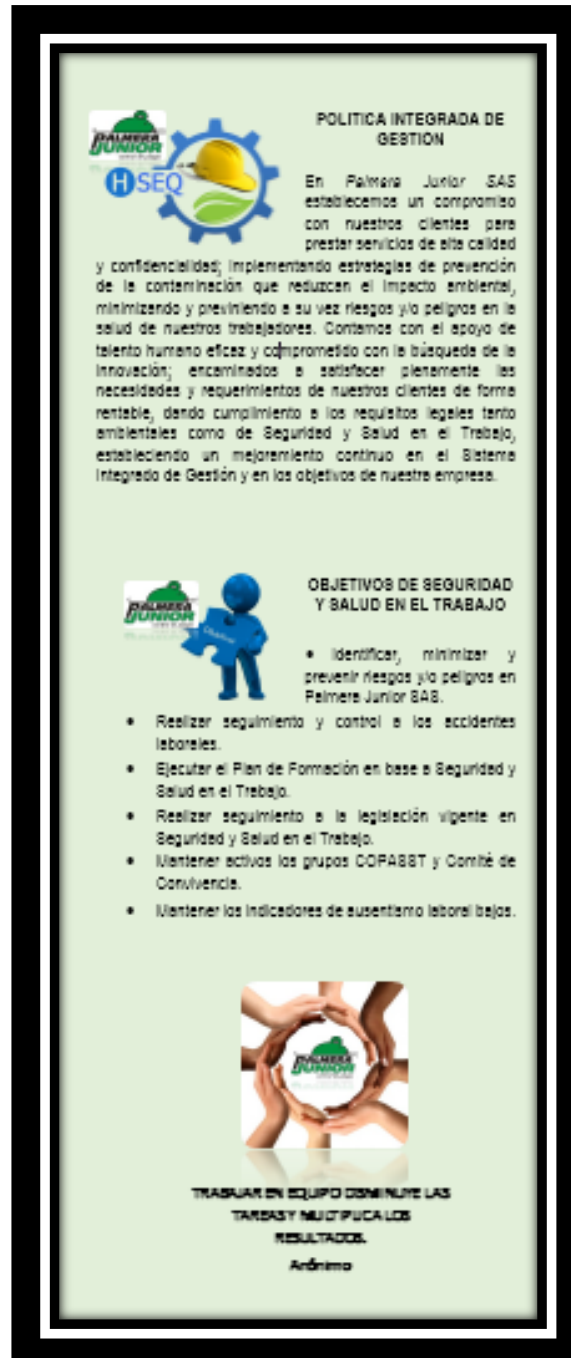 PALMERA
JUNIOR
HSEQ
POLITICA INTEGRADA DE
GESTION
En Palmera Junior SAS
establecemos un compromiso
con nuestros clientes para
prestar servicios de alta calidad
y confidencialidad; implementando estrategias de prevención
de la contaminación que reduzcan el impacto ambiental,
minimizando y previniendo a su vez riesgos y/o peligros en la
salud de nuestros trabajadores. Contamos con el apoyo de
talento humano eficaz y comprometido con la búsqueda de la
innovación; encaminados a satisfacer plenamente las
necesidades y requerimientos de nuestros clientes de forma
rentable, dando cumplimiento a los requisitos legales tanto
ambientales como de Seguridad y Salud en el Trabajo,
estableciendo un mejoramiento continuo en el Sistema
Integrado de Gestión y en los objetivos de nuestra empresa.
PALMERA
JUNIOR
Objetivos
OBJETIVOS DE SEGURIDAD
Y SALUD EN EL TRABAJO
• Identificar, minimizar y
prevenir riesgos y/o peligros en
Palmera Junior SAS.
• Realizar seguimiento y control a los accidentes
laborales.
• Ejecutar el Plan de Formación en base a Seguridad y
Salud en el Trabajo.
• Realizar seguimiento a la legislación vigente en
Seguridad y Salud en el Trabajo.
• Mantener activos los grupos COPASST y Comité de
Convivencia.
• Mantener los indicadores de ausentismo laboral bajos.
PALMERA
JUNIOR
TRABAJAR EN EQUIPO DISMINUYE LAS
TAREAS Y MULTIPLICA LOS
RESULTADOS.
Anónimo